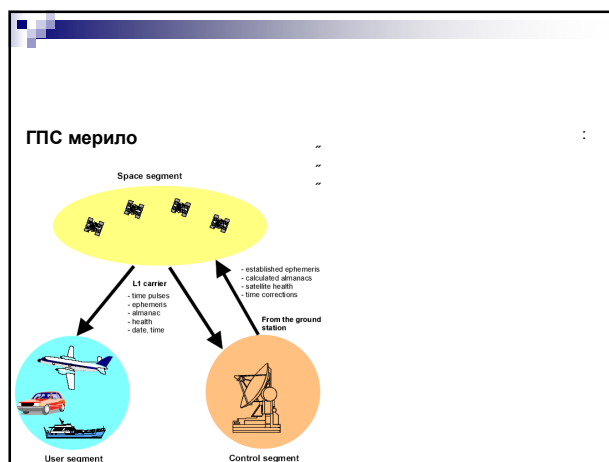 ГПС мерило
:
״
״
״
Space segment
- established ephemeris
- calculated almanacs
- satellite health
- time corrections
L1 carrier
- time pulses
- ephemeris
- almanac
- health
- date, time
From the ground
station
User segment
Control segment